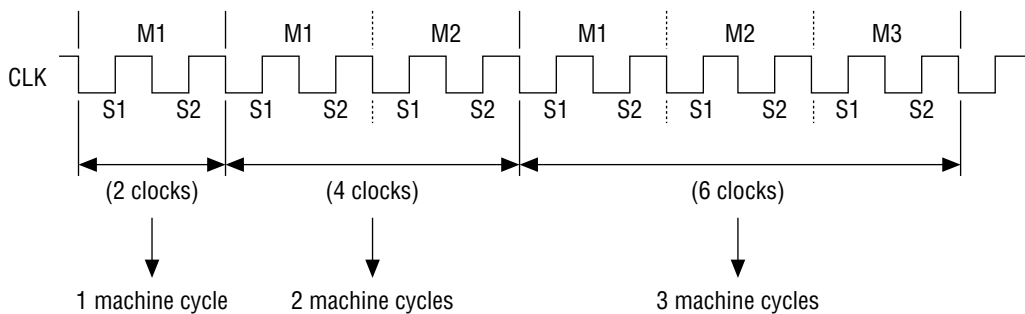 M1 M1 M2 M1 M2 M3
CLK
S1 S2 S1 S2 S1 S2 S1 S2 S1 S2 S1 S2
(2 clocks) (4 clocks) (6 clocks)
1 machine cycle 2 machine cycles 3 machine cycles